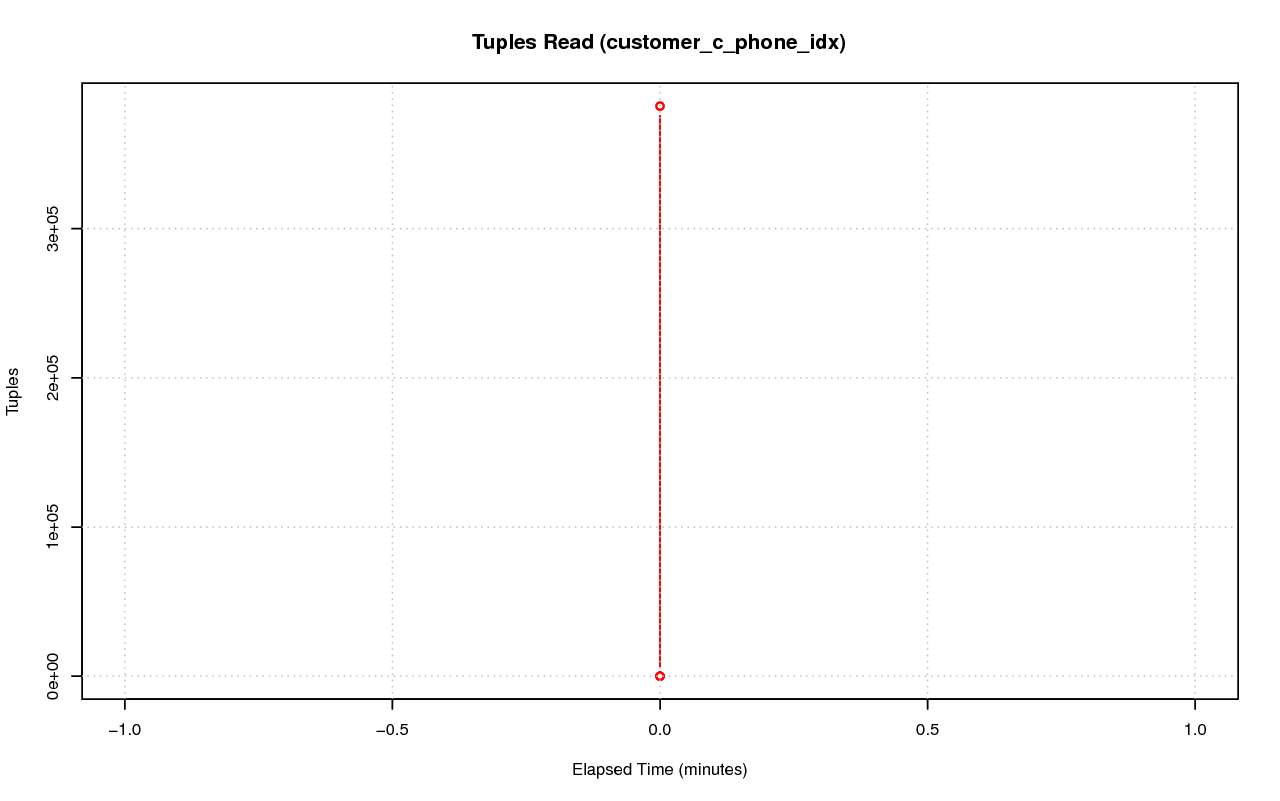 Tuples Read (customer_c_phone_idx)
3e+05
2e+05
1e+05
0e+00
Tuples
−1.0
−0.5
0.0
0.5
1.0
Elapsed Time (minutes)